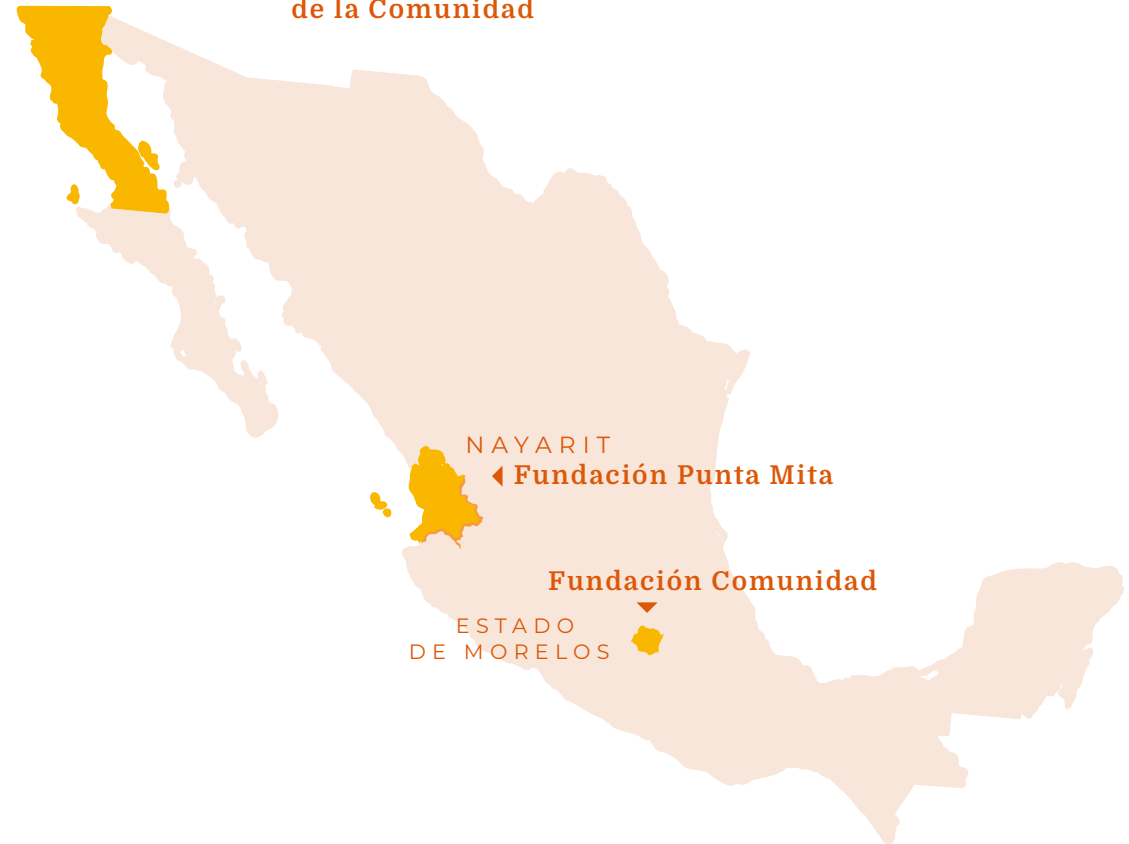 de la Comunidad
NAYARIT
Fundación Punta Mita
Fundación Comunidad
ESTADO
DE MORELOS